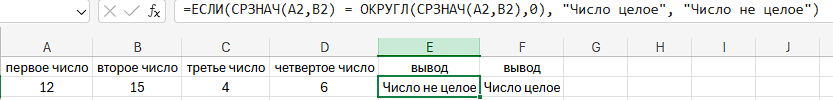 =ЕСЛИ(СРЗНАЧ(A2,B2) = ОКРУГЛ(СРЗНАЧ(A2,B2),0), "Число целое", "Число не целое")
A B C D E F G H I J
первое число второе число третье число четвертое число вывод вывод
12 15 4 6 Число не целое Число целое